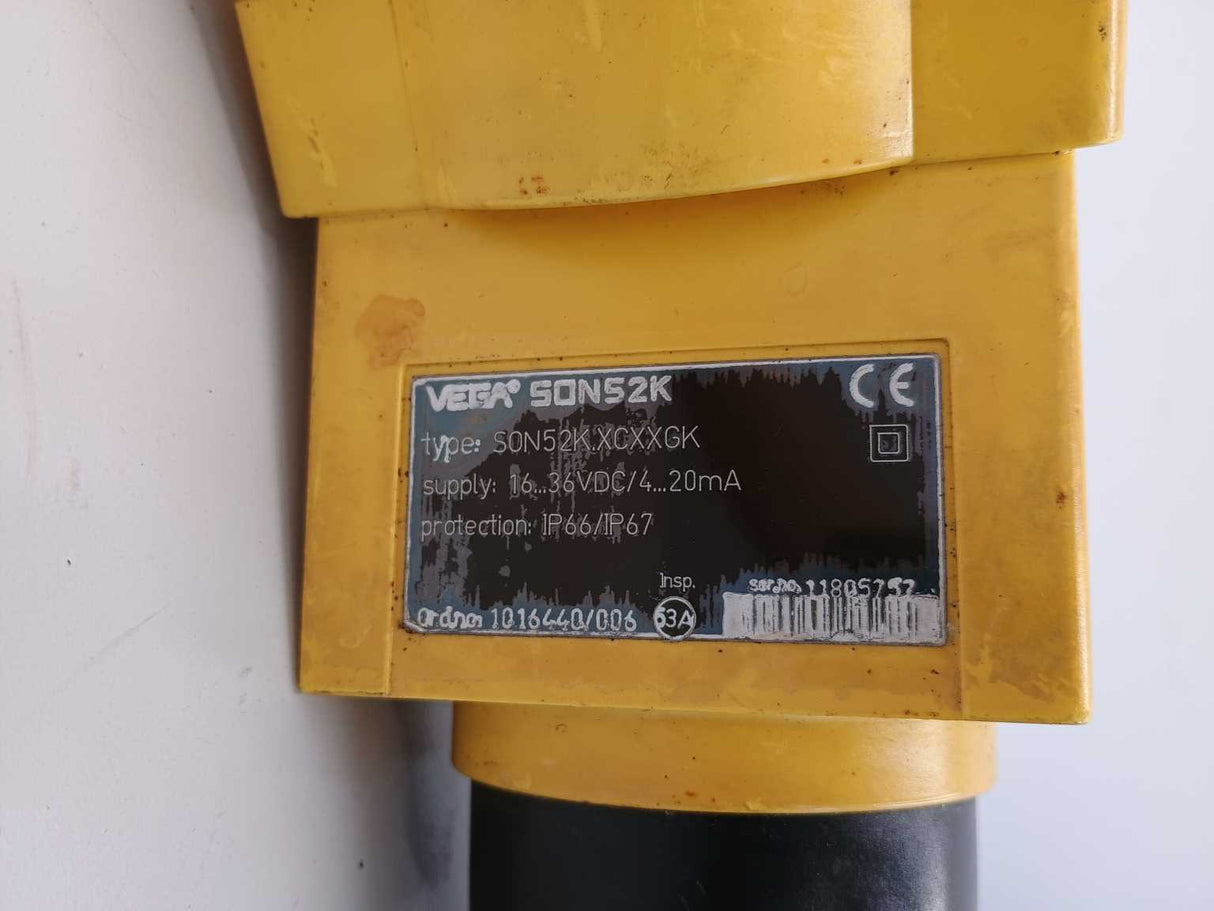 VEGA® SON52K CE
type: SON52K.XCXXGK
supply: 16...36VDC/4...20mA
protection: IP66/IP67
Insp. ser.no. 11805757
ord.no. 1016440/006 63A